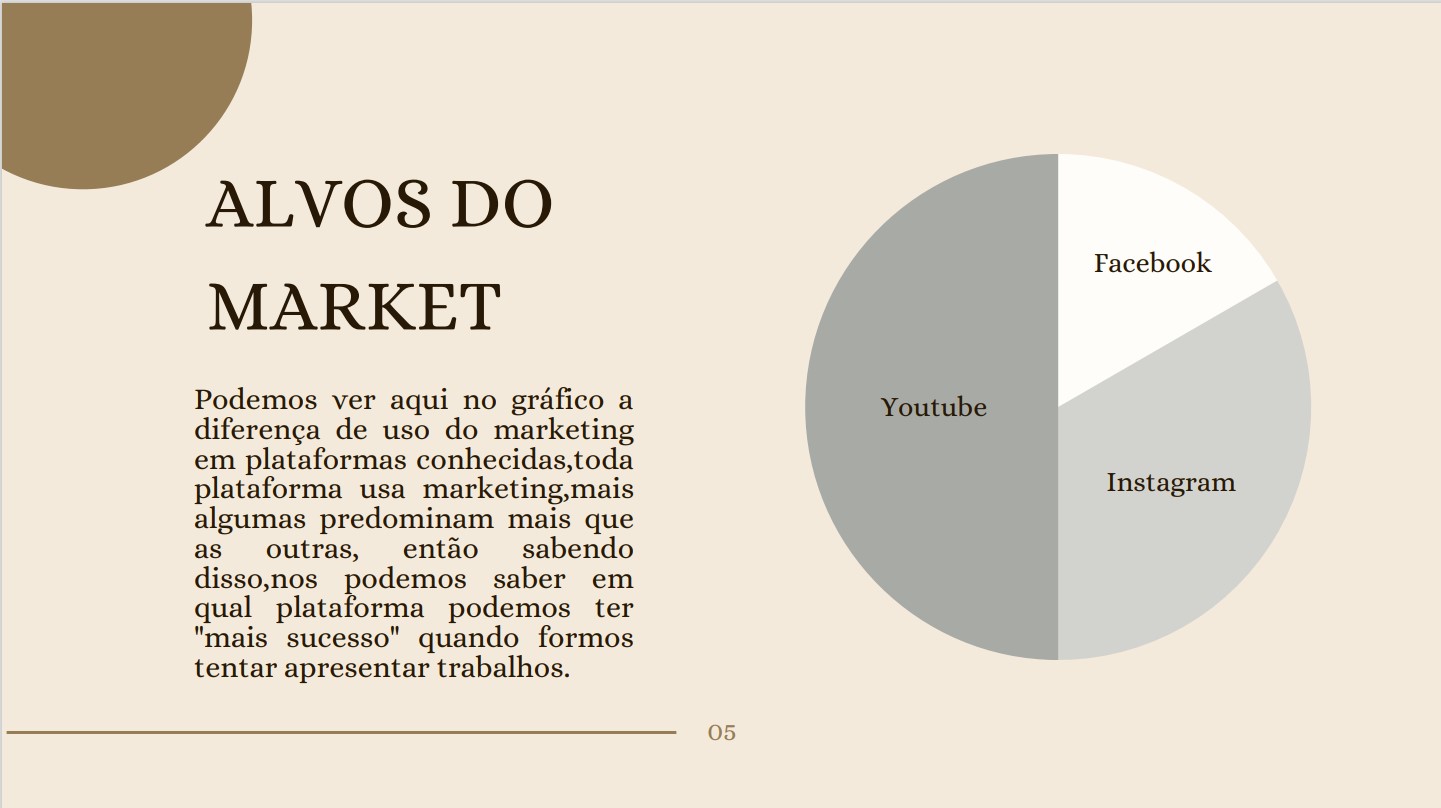 ALVOS DO
MARKET
Podemos ver aqui no gráfico a
diferença de uso do marketing
em plataformas conhecidas,toda
plataforma usa marketing,mais
algumas predominam mais que
as outras, então sabendo
disso,nos podemos saber em
qual plataforma podemos ter
"mais sucesso" quando formos
tentar apresentar trabalhos.
Facebook
Youtube
Instagram
05